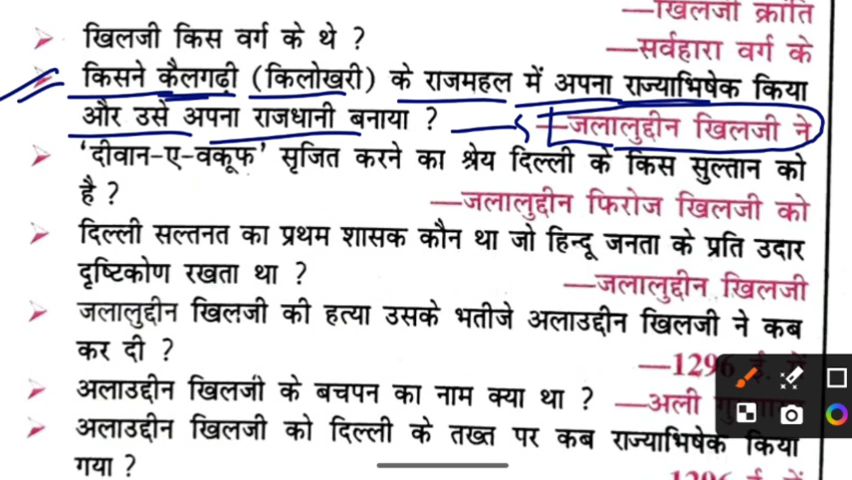 —खिलजी क्रांति
खिलजी किस वर्ग के थे ?
—सर्वहारा वर्ग के
किसने कैलगढ़ी (किलोखरी) के राजमहल में अपना राज्याभिषेक किया
और उसे अपना राजधानी बनाया ?
—जलालुद्दीन खिलजी ने
'दीवान-ए-वकूफ' सृजित करने का श्रेय दिल्ली के किस सुल्तान को
है ?
—जलालुद्दीन फिरोज खिलजी को
दिल्ली सल्तनत का प्रथम शासक कौन था जो हिन्दू जनता के प्रति उदार
दृष्टिकोण रखता था ?
—जलालुद्दीन खिलजी
जलालुद्दीन खिलजी की हत्या उसके भतीजे अलाउद्दीन खिलजी ने कब
कर दी ?
—1296 ई. में
अलाउद्दीन खिलजी के बचपन का नाम क्या था ?
—अली
अलाउद्दीन खिलजी को दिल्ली के तख्त पर कब राज्याभिषेक किया
गया ?